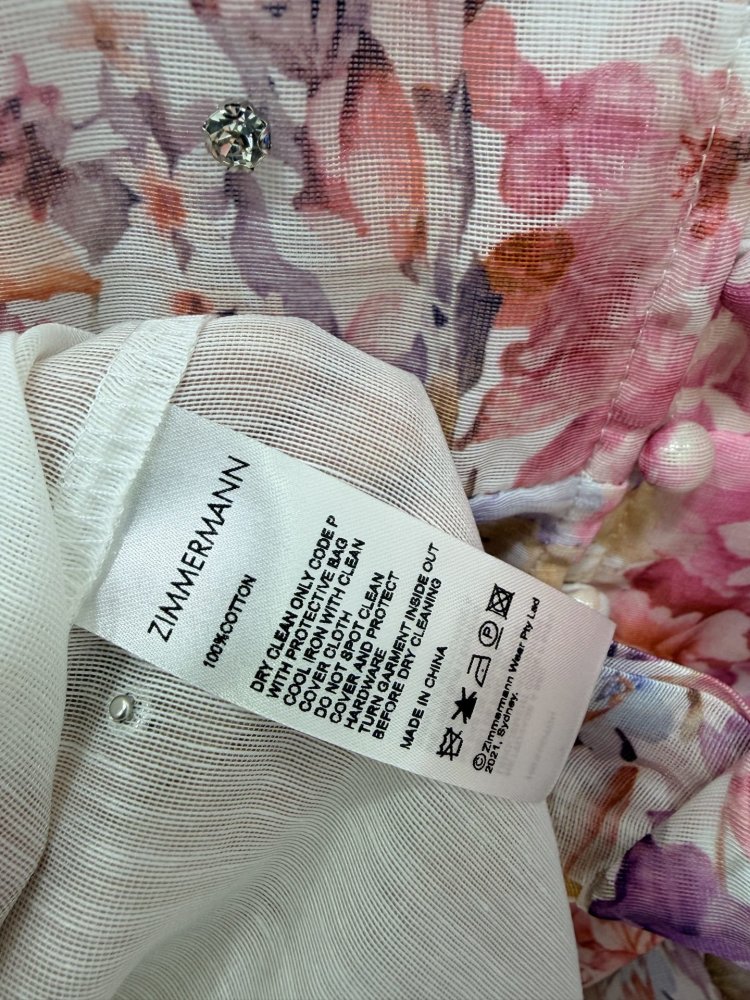 ZIMMERMANN
100%COTTON
DRY CLEAN ONLY CODE P
WITH PROTECTIVE BAG
COOL IRON WITH CLEAN
COVER CLOTH
DO NOT SPOT CLEAN
COVER AND PROTECT
HARDWARE
TURN GARMENT INSIDE OUT
BEFORE DRY CLEANING
MADE IN CHINA
P
©Zimmermann Wear Pty Lad
2021. Sydney.